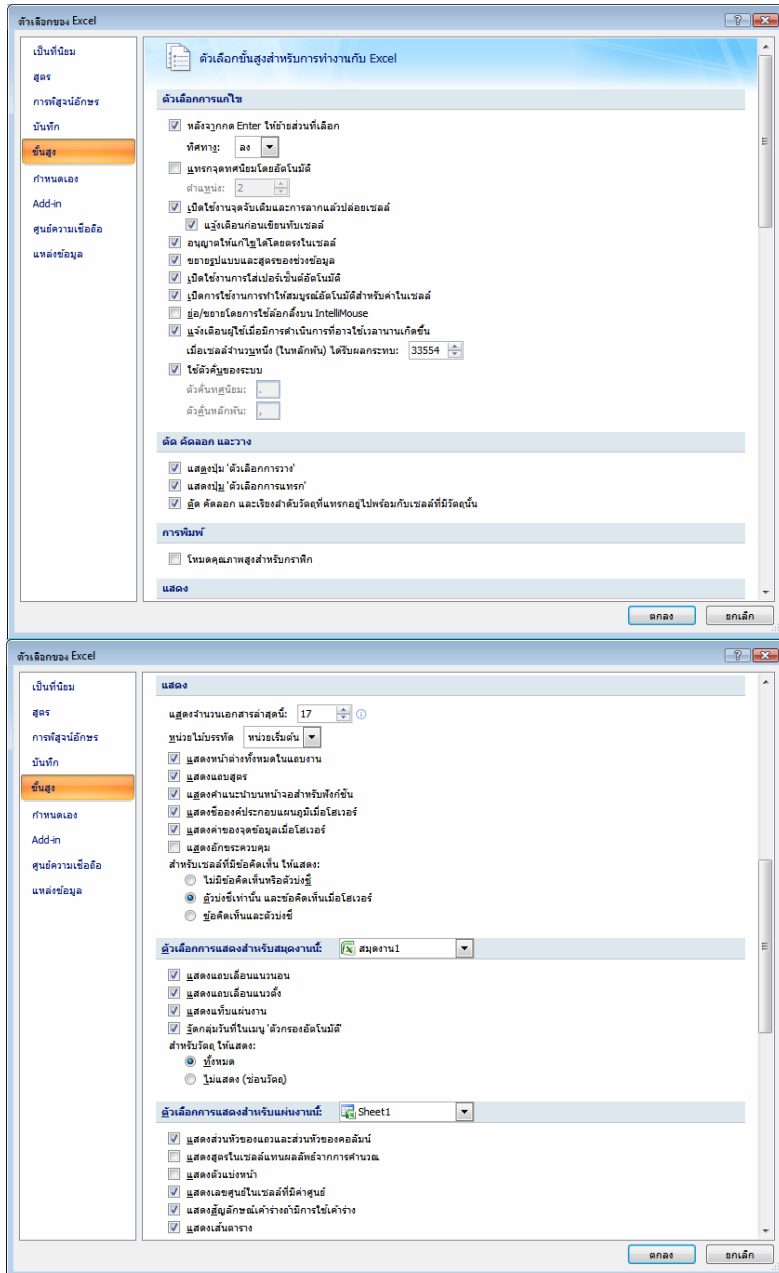 ตัวเลือกของ Excel
เป็นที่นิยม
สูตร
การพิสูจน์อักษร
บันทึก
ขั้นสูง
กำหนดเอง
Add-in
ศูนย์ความเชื่อถือ
แหล่งข้อมูล
ตัวเลือกขั้นสูงสำหรับการทำงานกับ Excel
ตัวเลือกการแก้ไข
หลังจากกด Enter ให้ย้ายส่วนที่เลือก
ทิศทาง: ลง
แทรกจุดทศนิยมโดยอัตโนมัติ
ตำแหน่ง: 2
เปิดใช้งานจุดจับเติมและการลากแล้วปล่อยเซลล์
แจ้งเตือนก่อนเขียนทับเซลล์
อนุญาตให้แก้ไขได้โดยตรงในเซลล์
ขยายรูปแบบและสูตรของช่วงข้อมูล
เปิดใช้งานการใส่เปอร์เซ็นต์อัตโนมัติ
เปิดการใช้งานการทำให้สมบูรณ์อัตโนมัติสำหรับค่าในเซลล์
ย่อ/ขยายโดยการใช้ล้อกลิ้งบน IntelliMouse
แจ้งเตือนผู้ใช้เมื่อมีการดำเนินการที่อาจใช้เวลานานเกิดขึ้น
เมื่อเซลล์จำนวนหนึ่ง (ในหลักพัน) ได้รับผลกระทบ: 33554
ใช้ตัวคั่นของระบบ
ตัวคั่นทศนิยม: .
ตัวคั่นหลักพัน: ,
ตัด คัดลอก และวาง
แสดงปุ่ม 'ตัวเลือกการวาง'
แสดงปุ่ม 'ตัวเลือกการแทรก'
ตัด คัดลอก และเรียงลำดับวัตถุที่แทรกอยู่ไปพร้อมกับเซลล์ที่มีวัตถุนั้น
การพิมพ์
โหมดคุณภาพสูงสำหรับกราฟิก
แสดง
ตกลง ยกเลิก
ตัวเลือกของ Excel
เป็นที่นิยม
สูตร
การพิสูจน์อักษร
บันทึก
ขั้นสูง
กำหนดเอง
Add-in
ศูนย์ความเชื่อถือ
แหล่งข้อมูล
แสดง
แสดงจำนวนเอกสารล่าสุดนี้: 17
หน่วยไม้บรรทัด หน่วยเริ่มต้น
แสดงหน้าต่างทั้งหมดในแถบงาน
แสดงแถบสูตร
แสดงคำแนะนำบนหน้าจอสำหรับฟังก์ชัน
แสดงชื่อองค์ประกอบแผนภูมิเมื่อโฮเวอร์
แสดงค่าของจุดข้อมูลเมื่อโฮเวอร์
แสดงอักขระควบคุม
สำหรับเซลล์ที่มีข้อคิดเห็น ให้แสดง:
ไม่มีข้อคิดเห็นหรือตัวบ่งชี้
ตัวบ่งชี้เท่านั้น และข้อคิดเห็นเมื่อโฮเวอร์
ข้อคิดเห็นและตัวบ่งชี้
ตัวเลือกการแสดงสำหรับสมุดงานนี้: สมุดงาน1
แสดงแถบเลื่อนแนวนอน
แสดงแถบเลื่อนแนวตั้ง
แสดงแท็บแผ่นงาน
จัดกลุ่มวันที่ในเมนู 'ตัวกรองอัตโนมัติ'
สำหรับวัตถุ ให้แสดง:
ทั้งหมด
ไม่แสดง (ซ่อนวัตถุ)
ตัวเลือกการแสดงสำหรับแผ่นงานนี้: Sheet1
แสดงส่วนหัวของแถวและส่วนหัวของคอลัมน์
แสดงสูตรในเซลล์แทนผลลัพธ์จากการคำนวณ
แสดงตัวแบ่งหน้า
แสดงเลขศูนย์ในเซลล์ที่มีค่าศูนย์
แสดงสัญลักษณ์เค้าร่างถ้ามีการใช้เค้าร่าง
แสดงเส้นตาราง
ตกลง ยกเลิก